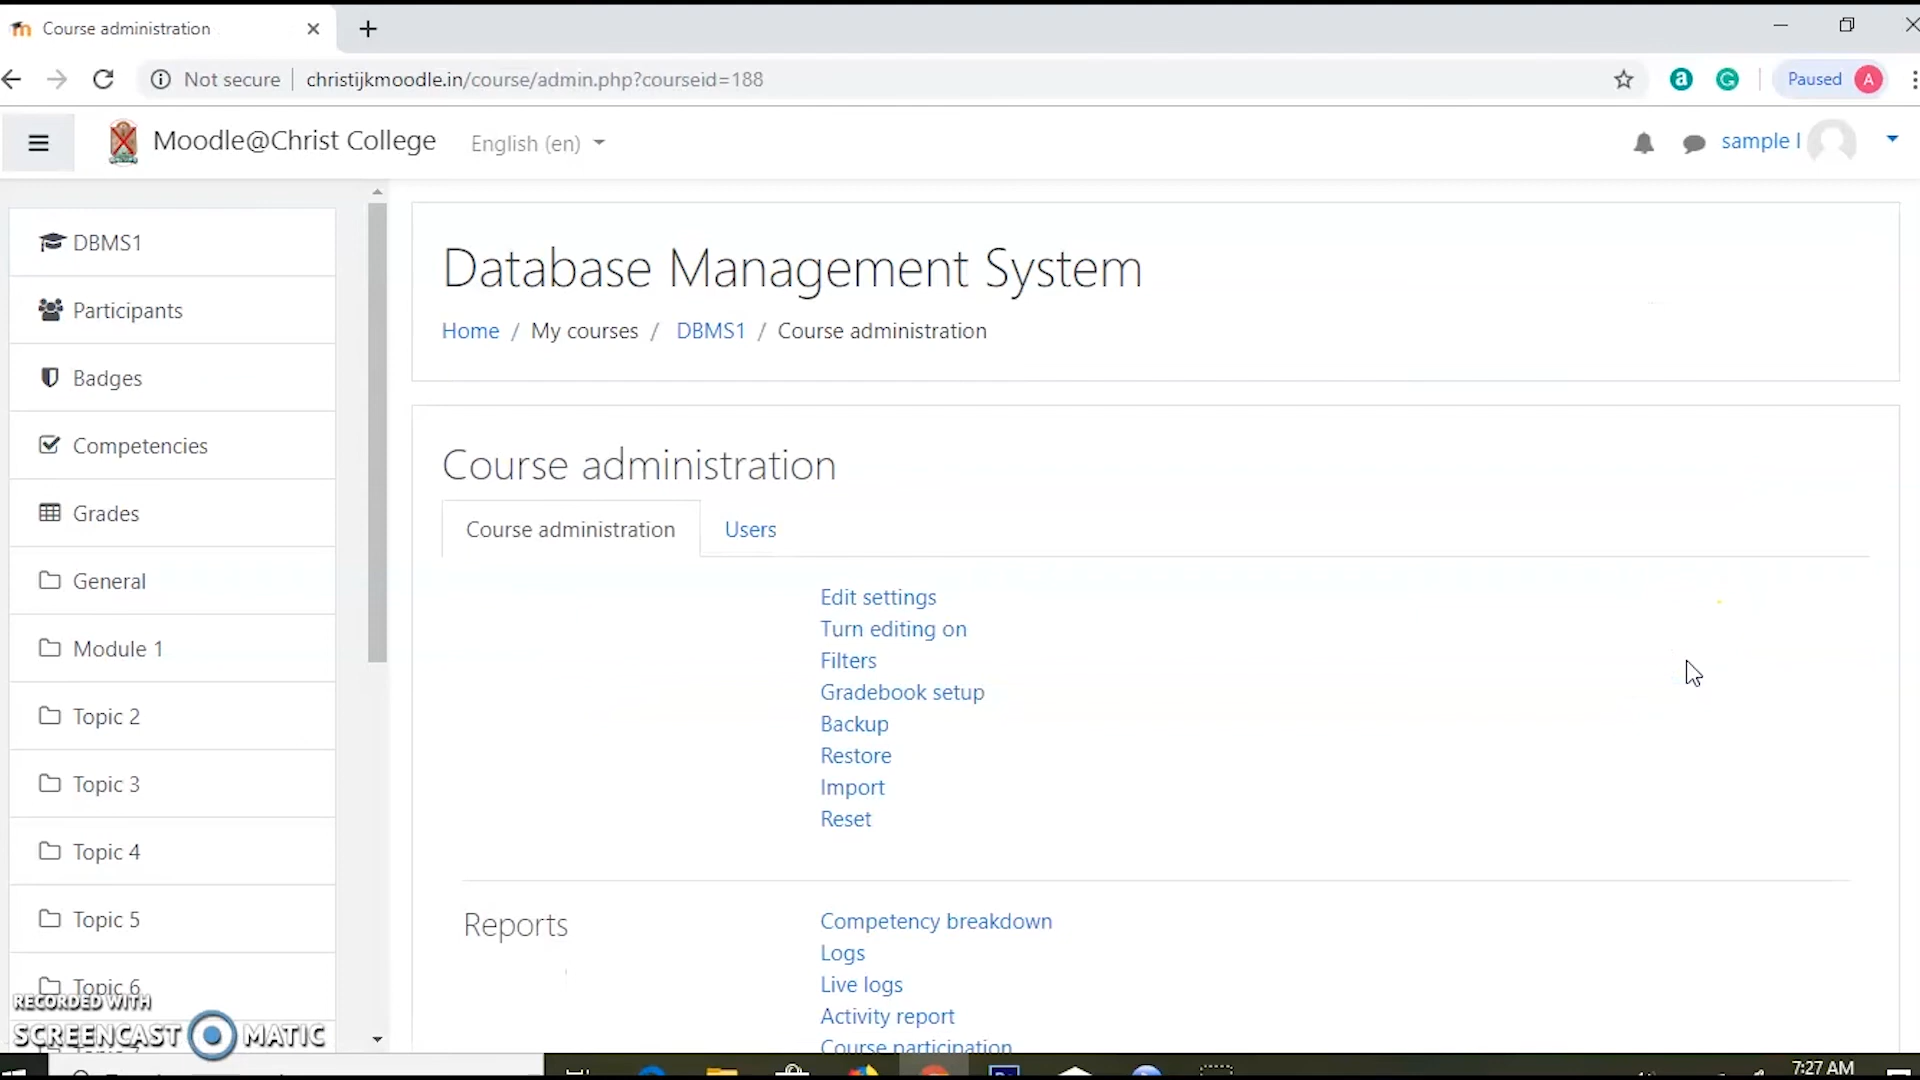 Course administration
Not secure
christijkmoodle.in/course/admin.php?courseid=188
a
G
Paused
A
Moodle@Christ College
English (en)
sample l
DBMS1
Participants
Badges
Competencies
Grades
General
Module 1
Topic 2
Topic 3
Topic 4
Topic 5
Topic 6
Database Management System
Home / My courses / DBMS1 / Course administration
Course administration
Course administration
Users
Edit settings
Turn editing on
Filters
Gradebook setup
Backup
Restore
Import
Reset
Reports
Competency breakdown
Logs
Live logs
Activity report
Course participation
RECORDED WITH
SCREENCAST MATIC
7:27 AM